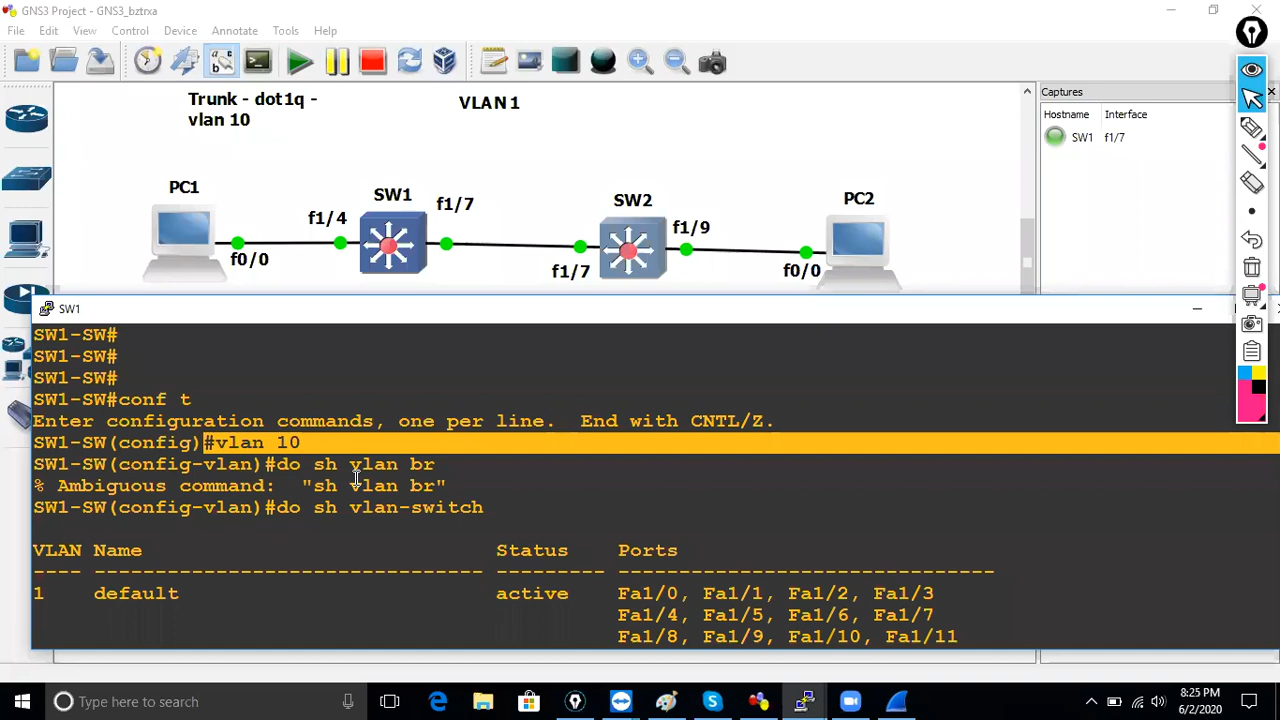 GNS3 Project - GNS3_bztrxa
File Edit View Control Device Annotate Tools Help
Trunk - dot1q -
vlan 10
VLAN 1
Captures
Hostname Interface
SW1 f1/7
PC1
SW1
SW2
PC2
f1/4
f1/7
f1/9
f0/0
f1/7
f0/0
SW1
SW1-SW#
SW1-SW#
SW1-SW#
SW1-SW#conf t
Enter configuration commands, one per line.  End with CNTL/Z.
SW1-SW(config)#vlan 10
SW1-SW(config-vlan)#do sh vlan br
% Ambiguous command:  "sh vlan br"
SW1-SW(config-vlan)#do sh vlan-switch
VLAN Name Status Ports
---- -------------------------------- --------- -------------------------------
1 default active Fa1/0, Fa1/1, Fa1/2, Fa1/3
Fa1/4, Fa1/5, Fa1/6, Fa1/7
Fa1/8, Fa1/9, Fa1/10, Fa1/11
Type here to search
8:25 PM
6/2/2020